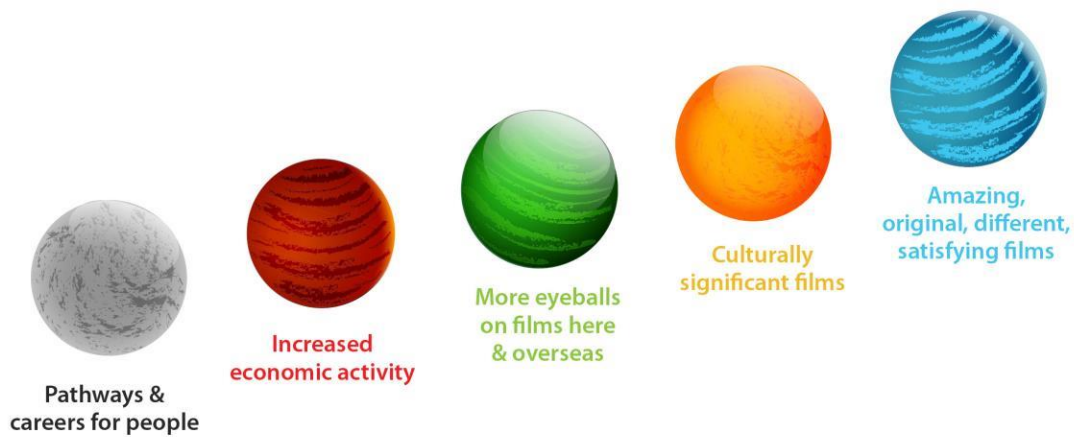 Pathways &
careers for people
Increased
economic activity
More eyeballs
on films here
& overseas
Culturally
significant films
Amazing,
original, different,
satisfying films